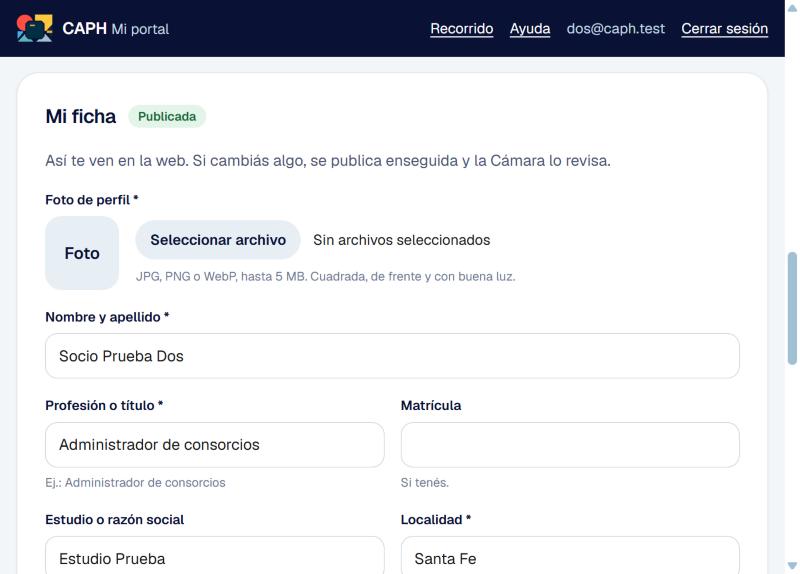 CAPH Mi portal
Recorrido Ayuda dos@caph.test Cerrar sesión
Mi ficha Publicada
Así te ven en la web. Si cambiás algo, se publica enseguida y la Cámara lo revisa.
Foto de perfil *
Foto
Seleccionar archivo Sin archivos seleccionados
JPG, PNG o WebP, hasta 5 MB. Cuadrada, de frente y con buena luz.
Nombre y apellido *
Socio Prueba Dos
Profesión o título * Matrícula
Administrador de consorcios
Ej.: Administrador de consorcios Si tenés.
Estudio o razón social Localidad *
Estudio Prueba Santa Fe